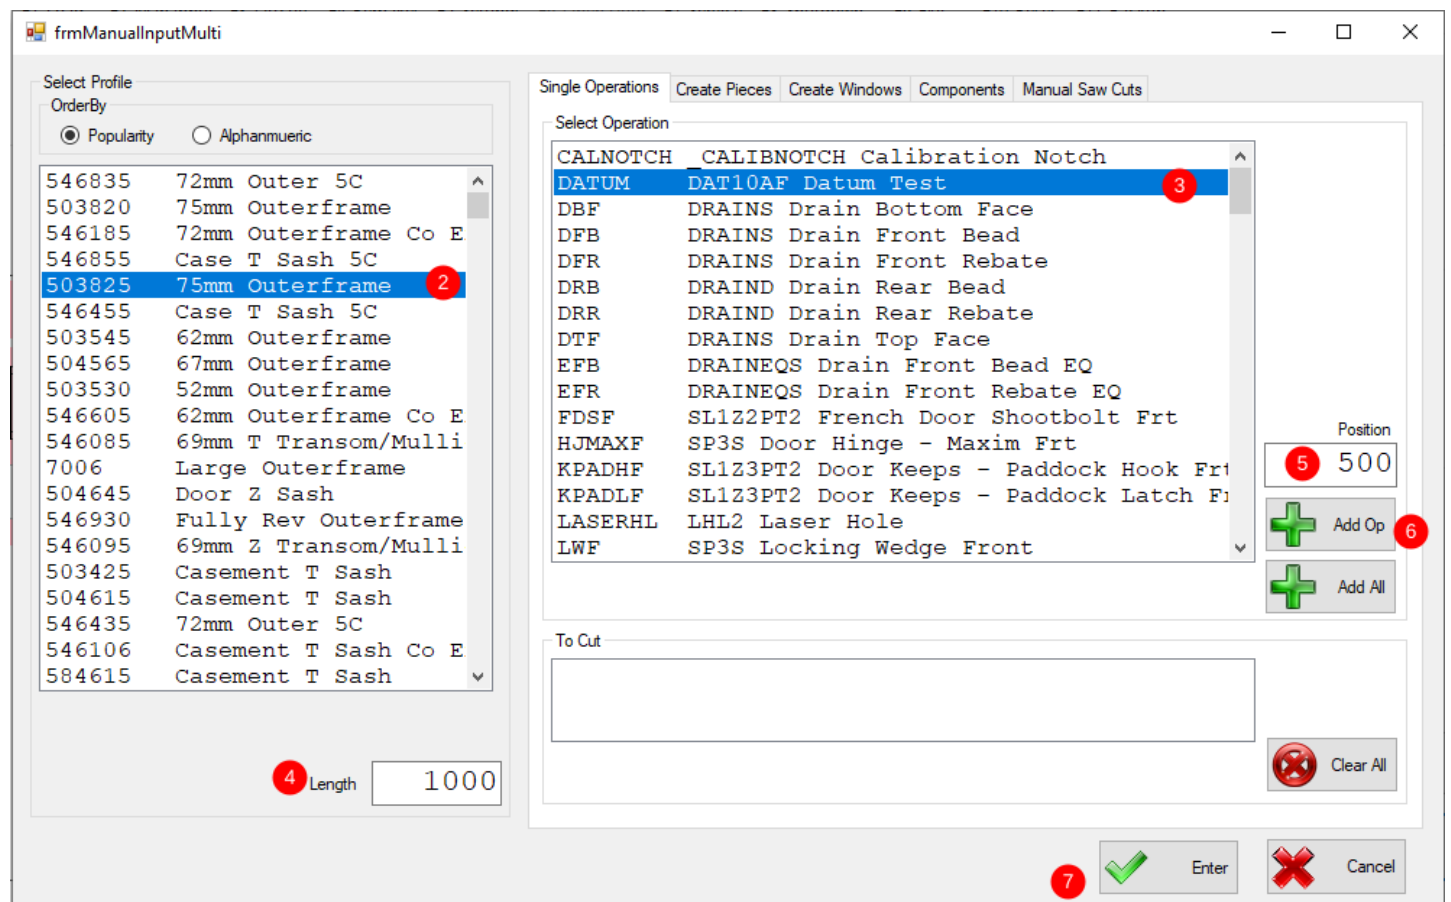 frmManualInputMulti
Select Profile
OrderBy
Popularity
Alphanmueric
546835 72mm Outer 5C
503820 75mm Outerframe
546185 72mm Outerframe Co E
546855 Case T Sash 5C
503825 75mm Outerframe 2
546455 Case T Sash 5C
503545 62mm Outerframe
504565 67mm Outerframe
503530 52mm Outerframe
546605 62mm Outerframe Co E
546085 69mm T Transom/Mulli
7006 Large Outerframe
504645 Door Z Sash
546930 Fully Rev Outerframe
546095 69mm Z Transom/Mulli
503425 Casement T Sash
504615 Casement T Sash
546435 72mm Outer 5C
546106 Casement T Sash Co E
584615 Casement T Sash
4 Length 1000
Single Operations Create Pieces Create Windows Components Manual Saw Cuts
Select Operation
CALNOTCH _CALIBNOTCH Calibration Notch
DATUM DAT10AF Datum Test 3
DBF DRAINS Drain Bottom Face
DFB DRAINS Drain Front Bead
DFR DRAINS Drain Front Rebate
DRB DRAIND Drain Rear Bead
DRR DRAIND Drain Rear Rebate
DTF DRAINS Drain Top Face
EFB DRAINEQS Drain Front Bead EQ
EFR DRAINEQS Drain Front Rebate EQ
FDSF SL1Z2PT2 French Door Shootbolt Frt
HJMAXF SP3S Door Hinge - Maxim Frt
KPADHF SL1Z3PT2 Door Keeps - Paddock Hook Frt
KPADLF SL1Z3PT2 Door Keeps - Paddock Latch
LASERHL LHL2 Laser Hole
LWF SP3S Locking Wedge Front
Position
5 500
Add Op 6
Add All
To Cut
Clear All
7 Enter
Cancel